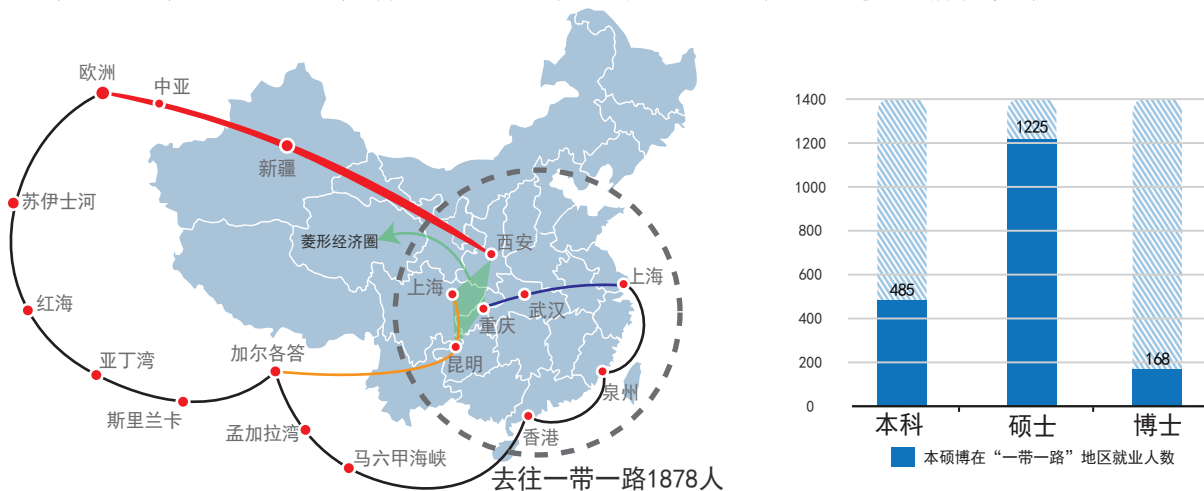 欧洲
中亚
新疆
苏伊士河
菱形经济圈
西安
上海
上海
武汉
重庆
红海
昆明
加尔各答
亚丁湾
泉州
斯里兰卡
孟加拉湾
香港
马六甲海峡
去往一带一路1878人
1400
1200
1000
800
600
400
200
0
485
1225
168
本科
硕士
博士
本硕博在“一带一路”地区就业人数